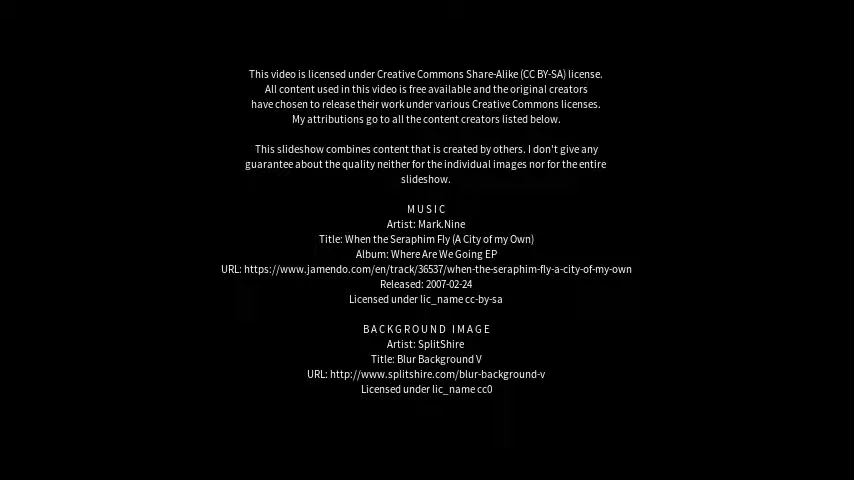 This video is licensed under Creative Commons Share-Alike (CC BY-SA) license.
All content used in this video is free available and the original creators
have chosen to release their work under various Creative Commons licenses.
My attributions go to all the content creators listed below.
This slideshow combines content that is created by others. I don't give any
guarantee about the quality neither for the individual images nor for the entire
slideshow.
MUSIC
Artist: Mark.Nine
Title: When the Seraphim Fly (A City of my Own)
Album: Where Are We Going EP
URL: https://www.jamendo.com/en/track/36537/when-the-seraphim-fly-a-city-of-my-own
Released: 2007-02-24
Licensed under lic_name cc-by-sa
BACKGROUND IMAGE
Artist: SplitShire
Title: Blur Background V
URL: http://www.splitshire.com/blur-background-v
Licensed under lic_name cc0